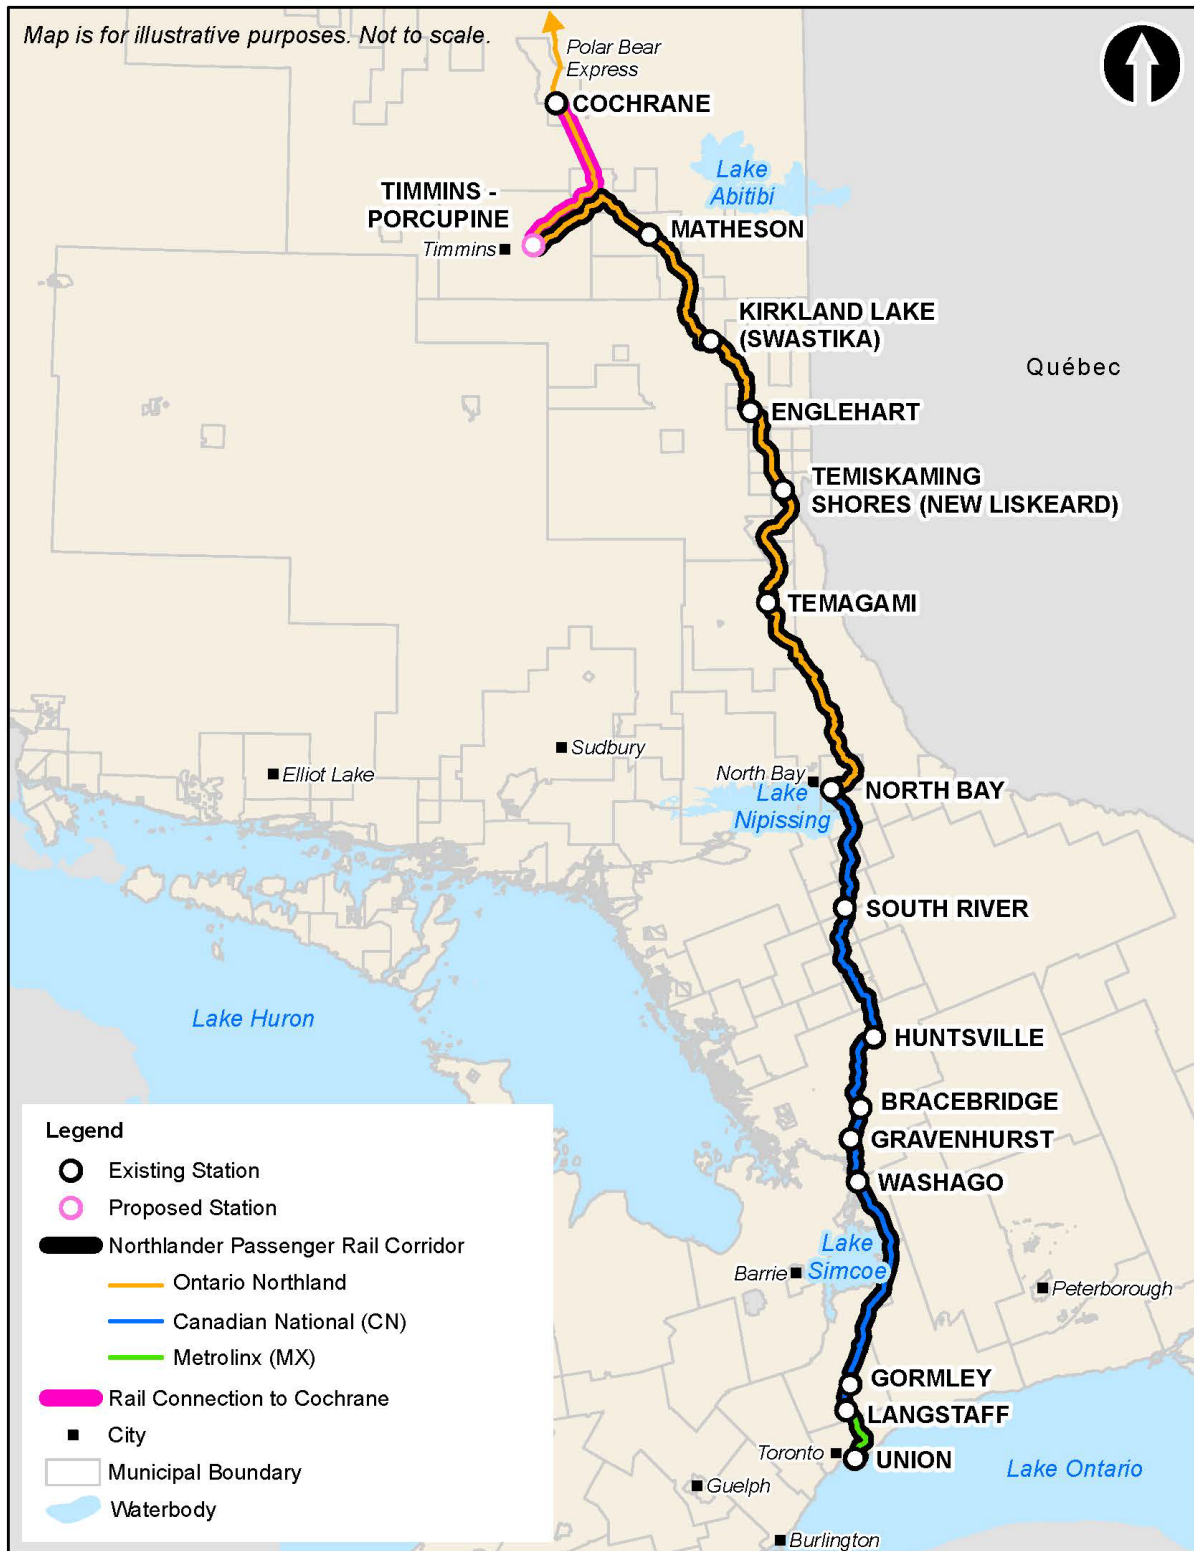 Map is for illustrative purposes. Not to scale.
Polar Bear
Express
COCHRANE
Lake
Abitibi
TIMMINS -
PORCUPINE
Timmins
MATHESON
KIRKLAND LAKE
(SWASTIKA)
Québec
ENGLEHART
TEMISKAMING
SHORES (NEW LISKEARD)
TEMAGAMI
Sudbury
Elliot Lake
North Bay
NORTH BAY
Lake
Nipissing
SOUTH RIVER
Lake Huron
HUNTSVILLE
BRACEBRIDGE
GRAVENHURST
WASHAGO
Lake
Simcoe
Barrie
Peterborough
GORMLEY
LANGSTAFF
Toronto
UNION
Lake Ontario
Guelph
Burlington
Legend
Existing Station
Proposed Station
Northlander Passenger Rail Corridor
Ontario Northland
Canadian National (CN)
Metrolinx (MX)
Rail Connection to Cochrane
City
Municipal Boundary
Waterbody